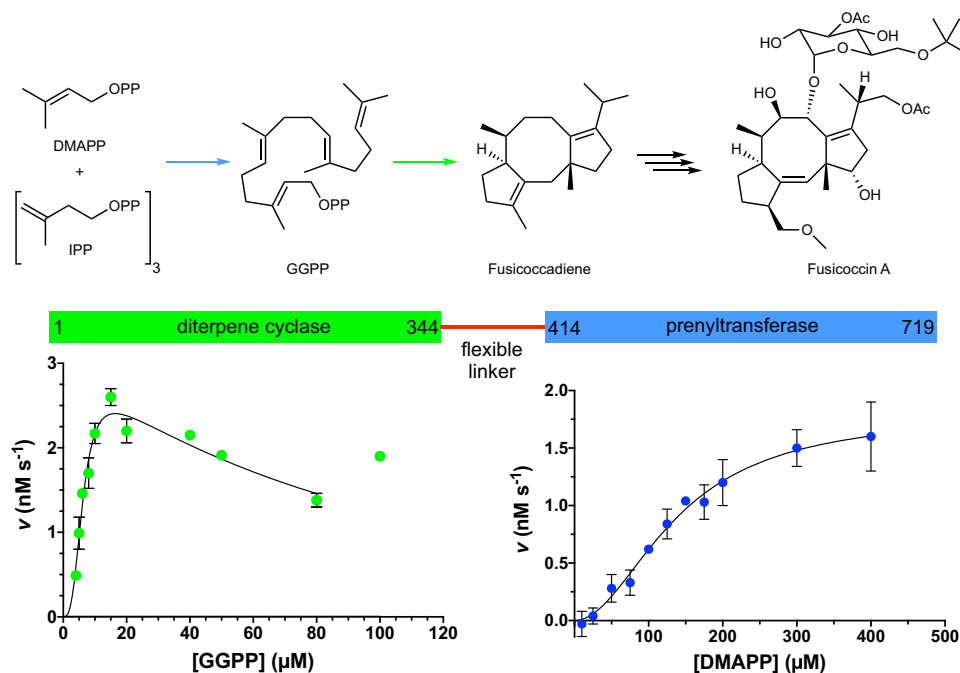 OPP
DMAPP
+
OPP
IPP
3
OPP
GGPP
H
Fusicoccadiene
OAc
HO
OH
O
O
O
HO
H
OAc
H
OH
O
Fusicoccin A
1 diterpene cyclase 344
flexible
linker
414 prenyltransferase 719
v (nM s⁻¹)
3
2
1
0
0 20 40 60 80 100 120
[GGPP] (µM)
v (nM s⁻¹)
2.0
1.5
1.0
0.5
0.0
100 200 300 400 500
[DMAPP] (µM)